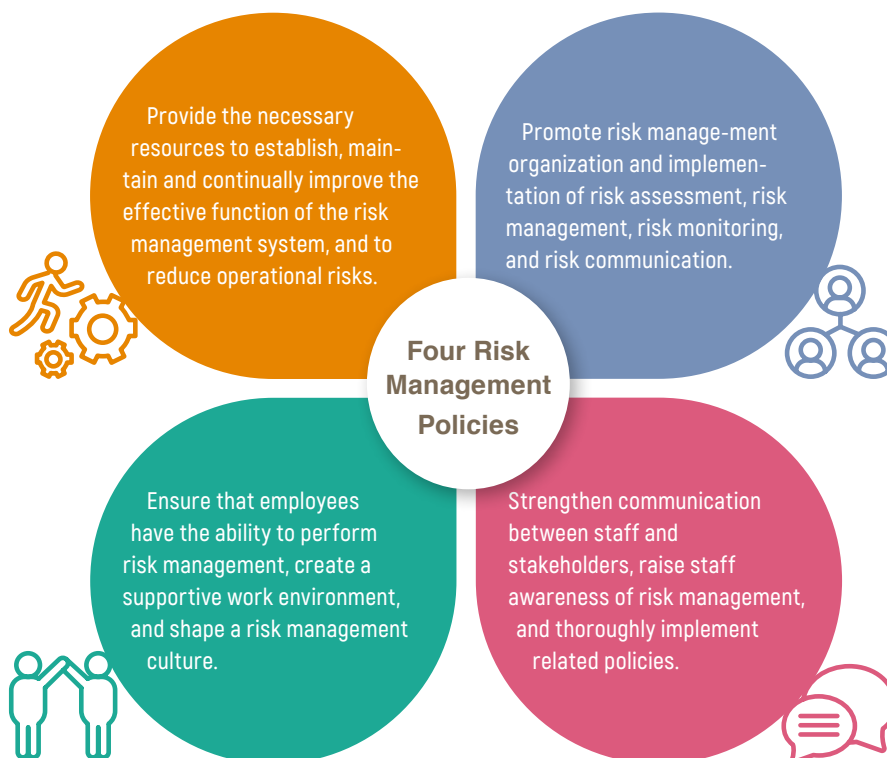 Provide the necessary
resources to establish, main-
tain and continually improve the
effective function of the risk
management system, and to
reduce operational risks.
Promote risk manage-ment
organization and implemen-
tation of risk assessment, risk
management, risk monitoring,
and risk communication.
Four Risk
Management
Policies
Ensure that employees
have the ability to perform
risk management, create a
supportive work environment,
and shape a risk management
culture.
Strengthen communication
between staff and
stakeholders, raise staff
awareness of risk management,
and thoroughly implement
related policies.